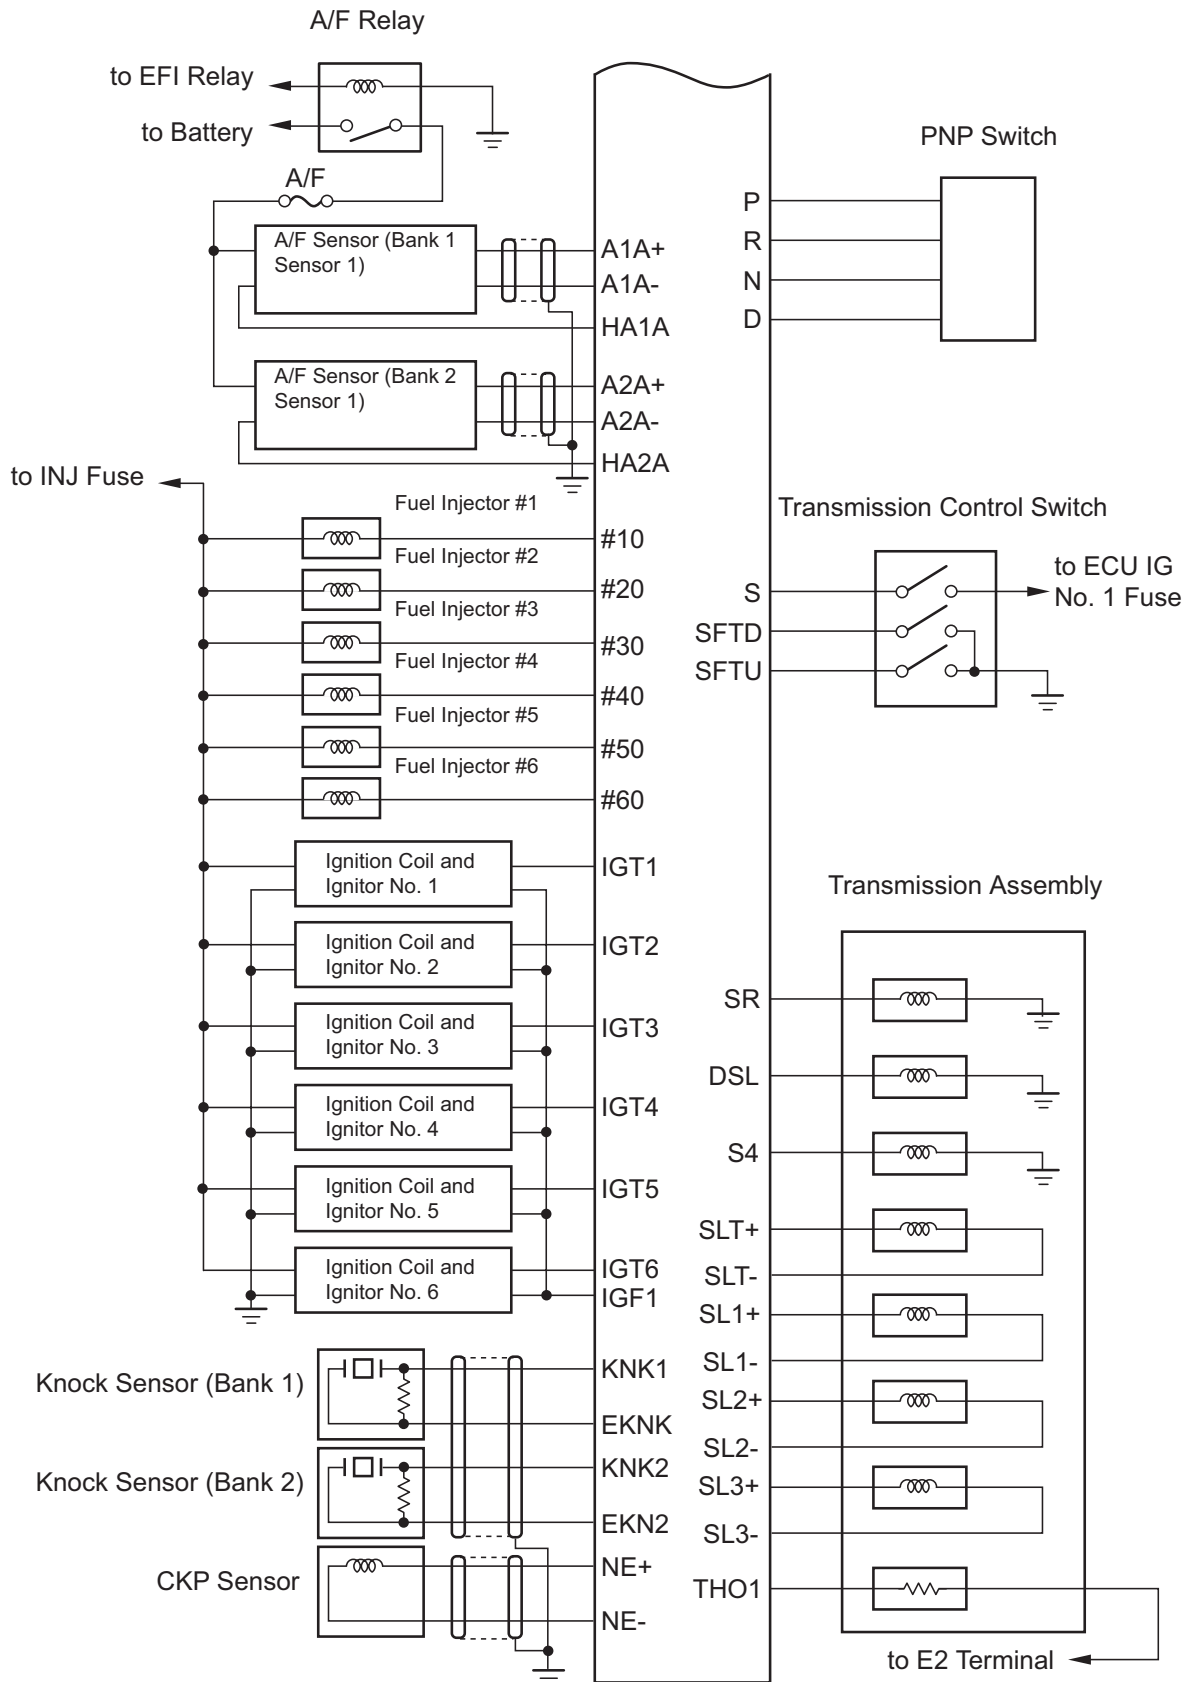 A/F Relay
to EFI Relay
to Battery
A/F
A/F Sensor (Bank 1
Sensor 1)
A1A+
A1A-
HA1A
A/F Sensor (Bank 2
Sensor 1)
A2A+
A2A-
HA2A
to INJ Fuse
Fuel Injector #1
#10
Fuel Injector #2
#20
Fuel Injector #3
#30
Fuel Injector #4
#40
Fuel Injector #5
#50
Fuel Injector #6
#60
Ignition Coil and
Ignitor No. 1
IGT1
Ignition Coil and
Ignitor No. 2
IGT2
Ignition Coil and
Ignitor No. 3
IGT3
Ignition Coil and
Ignitor No. 4
IGT4
Ignition Coil and
Ignitor No. 5
IGT5
Ignition Coil and
Ignitor No. 6
IGT6
IGF1
Knock Sensor (Bank 1)
KNK1
EKNK
Knock Sensor (Bank 2)
KNK2
EKN2
CKP Sensor
NE+
NE-
PNP Switch
P
R
N
D
Transmission Control Switch
S
SFTD
SFTU
to ECU IG
No. 1 Fuse
Transmission Assembly
SR
DSL
S4
SLT+
SLT-
SL1+
SL1-
SL2+
SL2-
SL3+
SL3-
THO1
to E2 Terminal